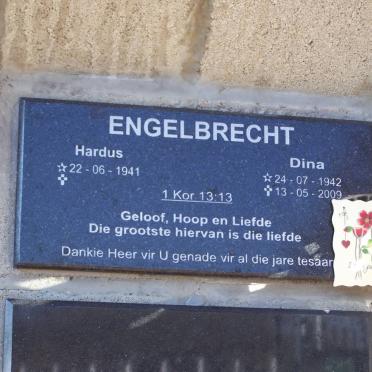 ENGELBRECHT
Hardus
☆ 22 - 06 - 1941
✞
Dina
☆ 24 - 07 - 1942
✞ 13 - 05 - 2009
1 Kor 13:13
Geloof, Hoop en Liefde
Die grootste hiervan is die liefde
Dankie Heer vir U genade vir al die jare